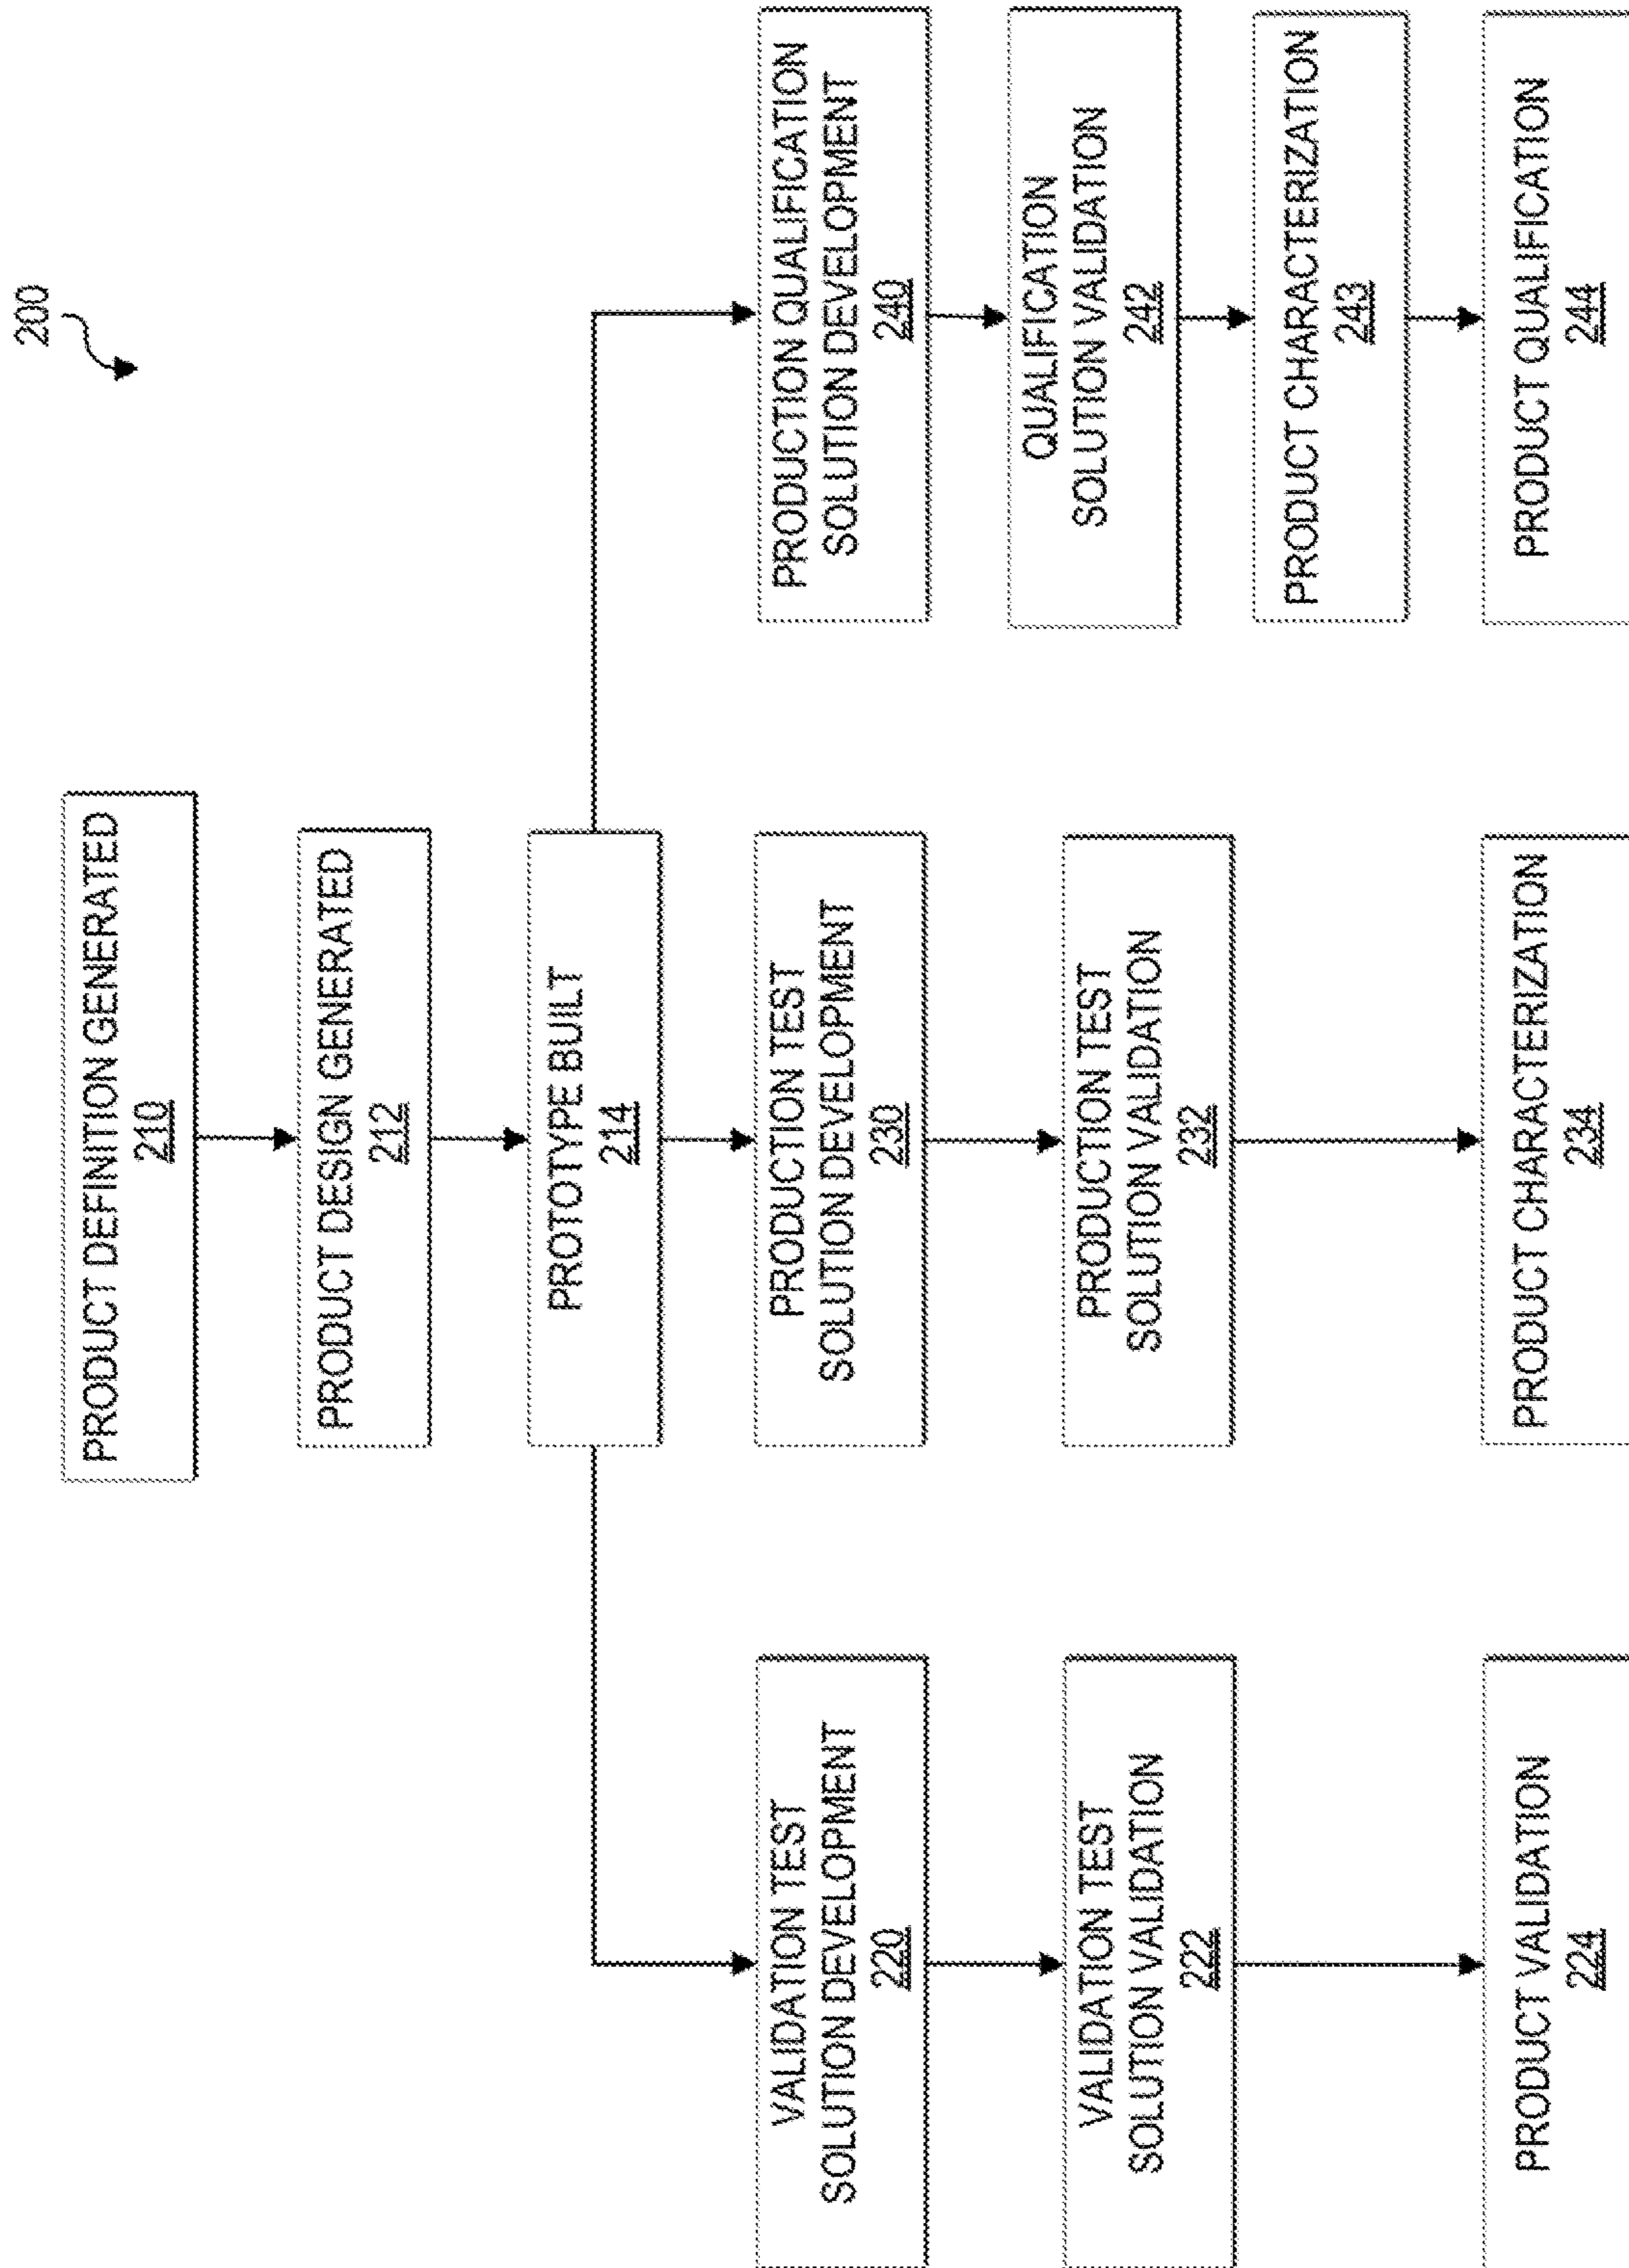 200
PRODUCT DEFINITION GENERATED
210
PRODUCT DESIGN GENERATED
212
PROTOTYPE BUILT
214
VALIDATION TEST
SOLUTION DEVELOPMENT
220
VALIDATION TEST
SOLUTION VALIDATION
222
PRODUCT VALIDATION
224
PRODUCTION TEST
SOLUTION DEVELOPMENT
230
PRODUCTION TEST
SOLUTION VALIDATION
232
PRODUCT CHARACTERIZATION
234
PRODUCTION QUALIFICATION
SOLUTION DEVELOPMENT
240
QUALIFICATION
SOLUTION VALIDATION
242
PRODUCT CHARACTERIZATION
243
PRODUCT QUALIFICATION
244